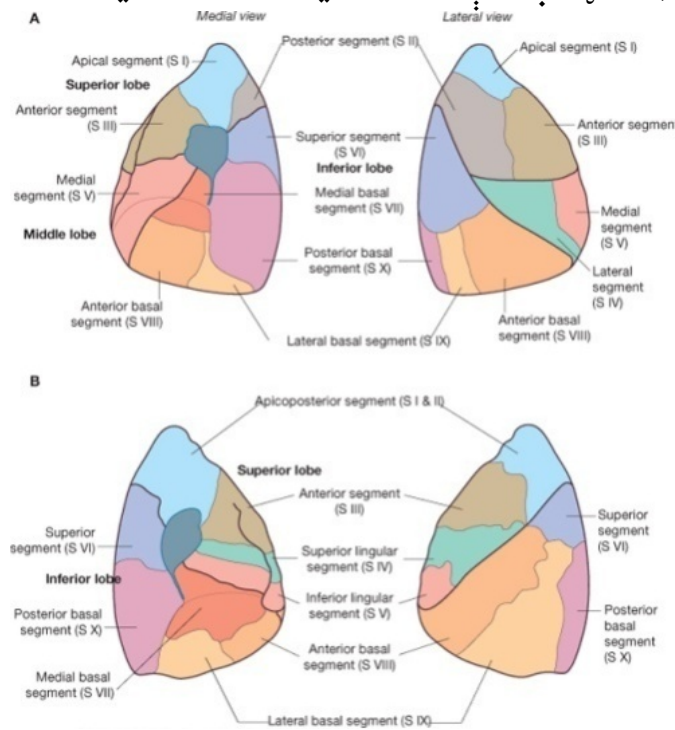 A
Medial view
Lateral view
Posterior segment (S II)
Apical segment (S I)
Apical segment (S I)
Superior lobe
Anterior segment
(S III)
Anterior segment
(S III)
Superior segment
(S VI)
Inferior lobe
Medial
segment (S V)
Medial basal
segment (S VII)
Medial
segment
(S V)
Middle lobe
Posterior basal
segment (S X)
Lateral
segment
(S IV)
Anterior basal
segment (S VIII)
Anterior basal
segment (S VIII)
Lateral basal segment (S IX)
B
Apicoposterior segment (S I & II)
Superior lobe
Anterior segment
(S III)
Superior
segment (S VI)
Superior
segment
(S VI)
Superior lingular
segment (S IV)
Inferior lobe
Inferior lingular
segment (S V)
Posterior basal
segment (S X)
Posterior
basal
segment
(S X)
Anterior basal
segment (S VIII)
Medial basal
segment (S VII)
Lateral basal segment (S IX)